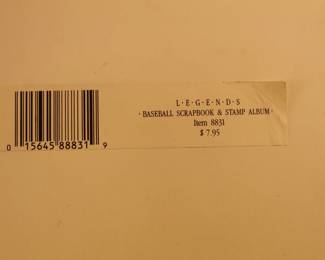 L·E·G·E·N·D·S
·BASEBALL SCRAPBOOK & STAMP ALBUM·
Item 8831
$ 7.95
0 15645 88831 9